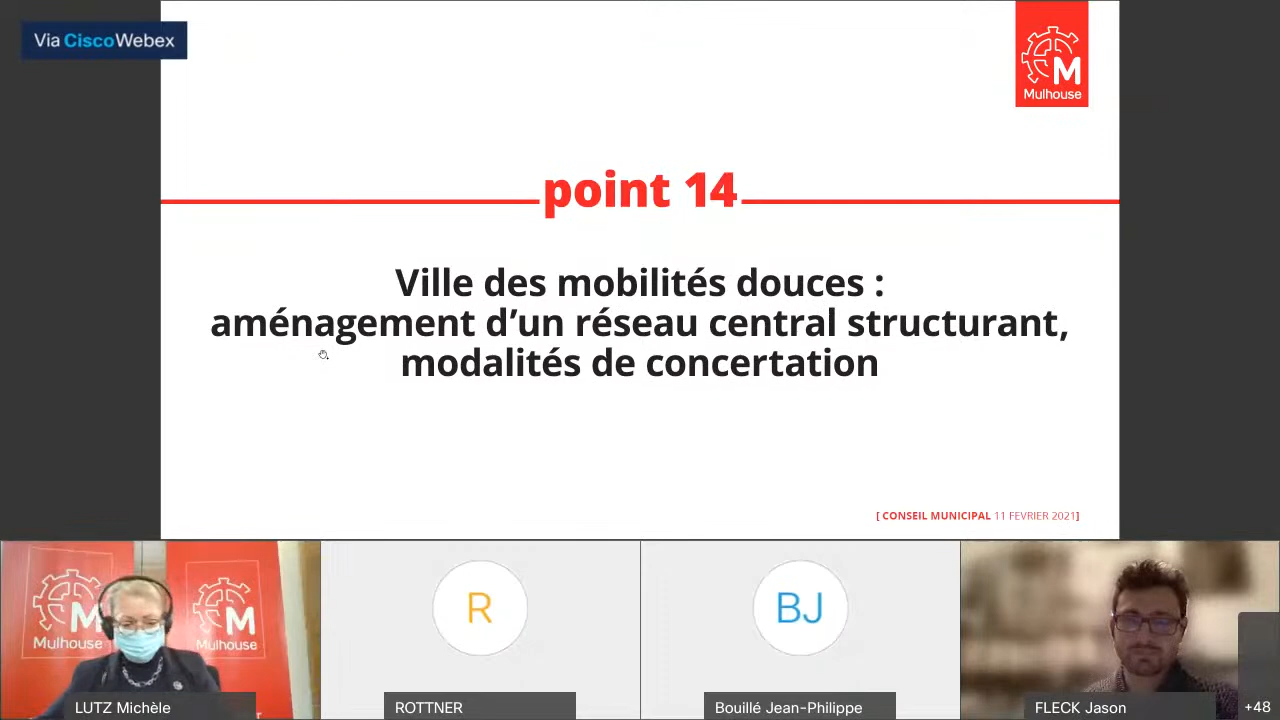 Via CiscoWebex
M
Mulhouse
point 14
Ville des mobilités douces :
aménagement d’un réseau central structurant,
modalités de concertation
[ CONSEIL MUNICIPAL 11 FEVRIER 2021]
M
Mulhouse
M
Mulhouse
R
BJ
LUTZ Michèle
ROTTNER
Bouillé Jean-Philippe
FLECK Jason
+48